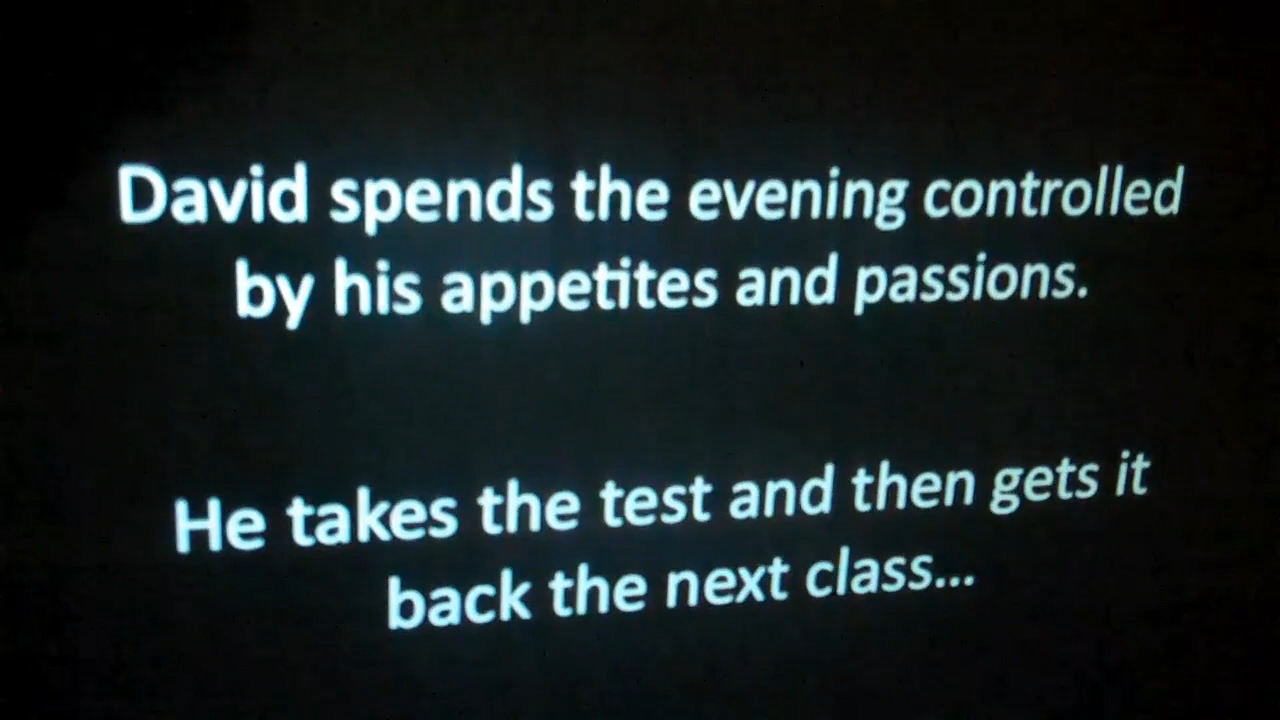 David spends the evening controlled
by his appetites and passions.
He takes the test and then gets it
back the next class...